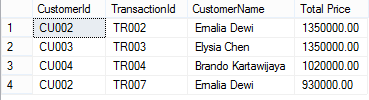 CustomerId TransactionId CustomerName Total Price
1 CU002 TR002 Emalia Dewi 1350000.00
2 CU003 TR003 Elysia Chen 1350000.00
3 CU004 TR004 Brando Kartawijaya 1020000.00
4 CU002 TR007 Emalia Dewi 930000.00